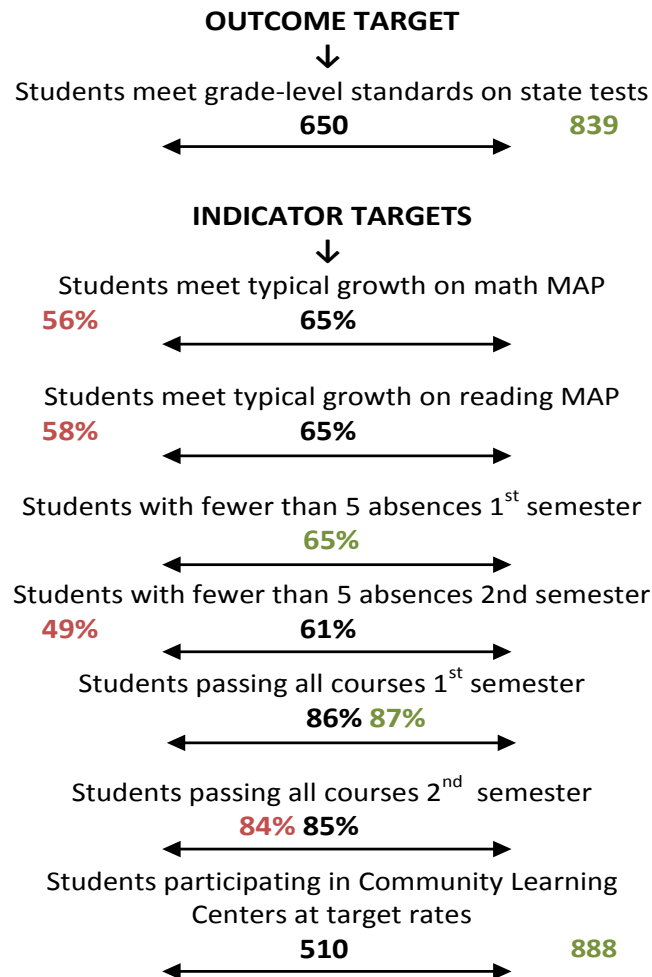 OUTCOME TARGET
↓
Students meet grade-level standards on state tests
650 839
INDICATOR TARGETS
↓
Students meet typical growth on math MAP
56% 65%
Students meet typical growth on reading MAP
58% 65%
Students with fewer than 5 absences 1st semester
65%
Students with fewer than 5 absences 2nd semester
49% 61%
Students passing all courses 1st semester
86% 87%
Students passing all courses 2nd semester
84% 85%
Students participating in Community Learning
Centers at target rates
510 888